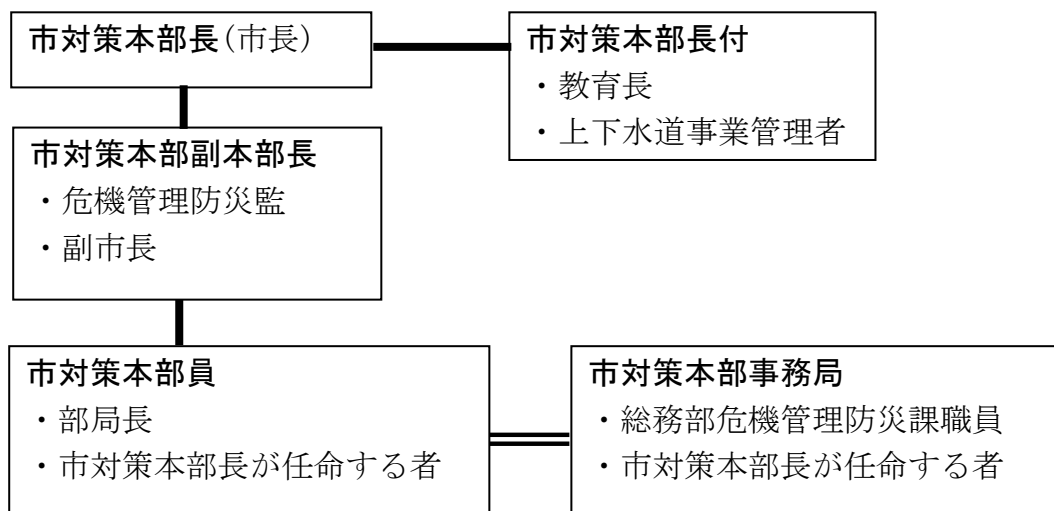 市対策本部長(市長)
市対策本部長付
・教育長
・上下水道事業管理者
市対策本部副本部長
・危機管理防災監
・副市長
市対策本部員
・部局長
・市対策本部長が任命する者
市対策本部事務局
・総務部危機管理防災課職員
・市対策本部長が任命する者